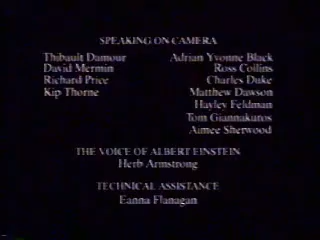 SPEAKING ON CAMERA
Thibault Damour Adrian Yvonne Black
David Mermin Ross Collins
Richard Price Charles Duke
Kip Thorne Matthew Dawson
Hayley Feldman
Tom Giannakuros
Aimee Sherwood
THE VOICE OF ALBERT EINSTEIN
Herb Armstrong
TECHNICAL ASSISTANCE
Eanna Flanagan